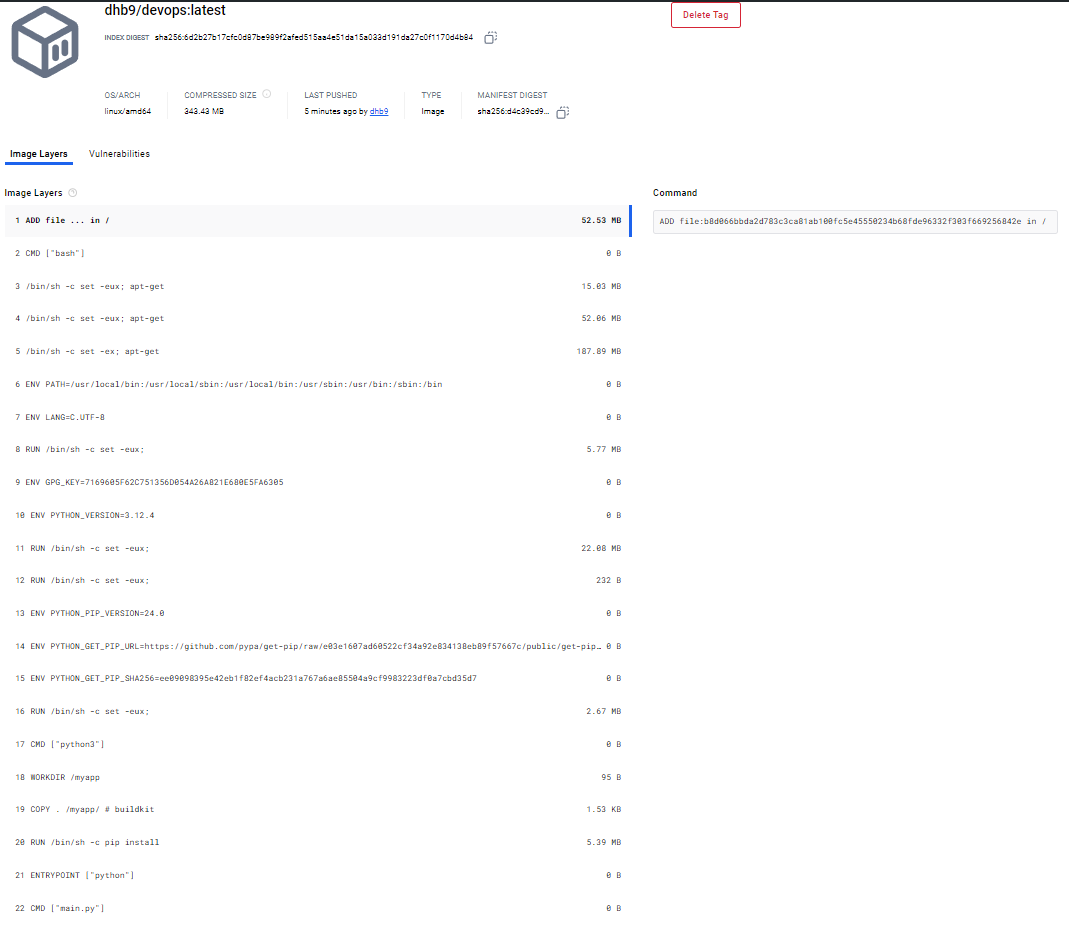 dhb9/devops:latest
Delete Tag
INDEX DIGEST sha256:6d2b27b17cfc0d87be989f2afed515aa4e51da15a033d191da27c0f1170d4b84
OS/ARCH COMPRESSED SIZE LAST PUSHED TYPE MANIFEST DIGEST
linux/amd64 343.43 MB 5 minutes ago by dhb9 Image sha256:d4c39cd9...
Image Layers Vulnerabilities
Image Layers
Command
1 ADD file ... in / 52.53 MB
ADD file:b8d066bbda2d783c3ca81ab100fc5e45550234b68fde96332f303f669256842e in /
2 CMD ["bash"] 0 B
3 /bin/sh -c set -eux; apt-get 15.03 MB
4 /bin/sh -c set -eux; apt-get 52.06 MB
5 /bin/sh -c set -ex; apt-get 187.89 MB
6 ENV PATH=/usr/local/bin:/usr/local/sbin:/usr/local/bin:/usr/sbin:/usr/bin:/sbin:/bin 0 B
7 ENV LANG=C.UTF-8 0 B
8 RUN /bin/sh -c set -eux; 5.77 MB
9 ENV GPG_KEY=7169605F62C751356D054A26A821E680E5FA6305 0 B
10 ENV PYTHON_VERSION=3.12.4 0 B
11 RUN /bin/sh -c set -eux; 22.08 MB
12 RUN /bin/sh -c set -eux; 232 B
13 ENV PYTHON_PIP_VERSION=24.0 0 B
14 ENV PYTHON_GET_PIP_URL=https://github.com/pypa/get-pip/raw/e03e1607ad60522cf34a92e834138eb89f57667c/public/get-pip… 0 B
15 ENV PYTHON_GET_PIP_SHA256=ee09098395e42eb1f82ef4acb231a767a6ae85504a9cf9983223df0a7cbd35d7 0 B
16 RUN /bin/sh -c set -eux; 2.67 MB
17 CMD ["python3"] 0 B
18 WORKDIR /myapp 95 B
19 COPY . /myapp/ # buildkit 1.53 KB
20 RUN /bin/sh -c pip install 5.39 MB
21 ENTRYPOINT ["python"] 0 B
22 CMD ["main.py"] 0 B